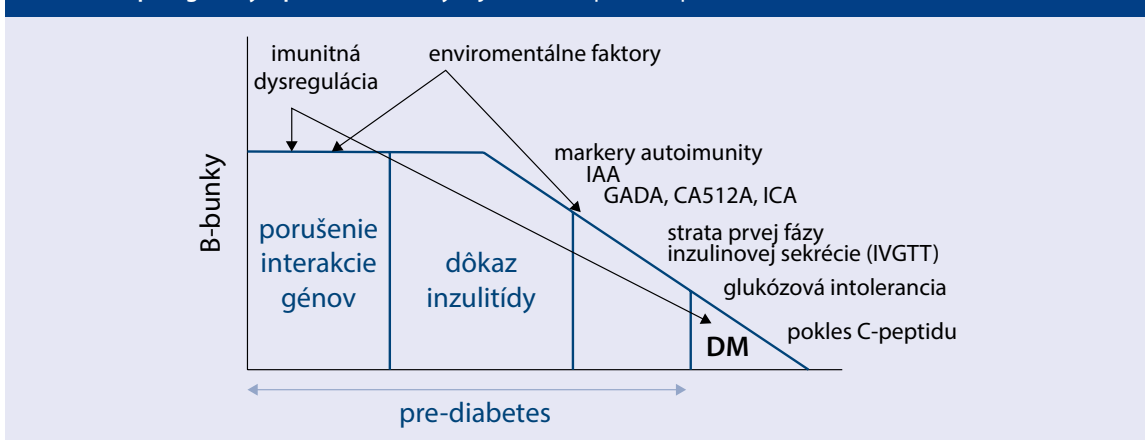 imunitná
dysregulácia
enviromentálne faktory
markery autoimunity
IAA
GADA, CA512A, ICA
strata prvej fázy
inzulinovej sekrécie (IVGTT)
glukózová intolerancia
pokles C-peptidu
B-bunky
porušenie
interakcie
génov
dôkaz
inzulitídy
DM
pre-diabetes